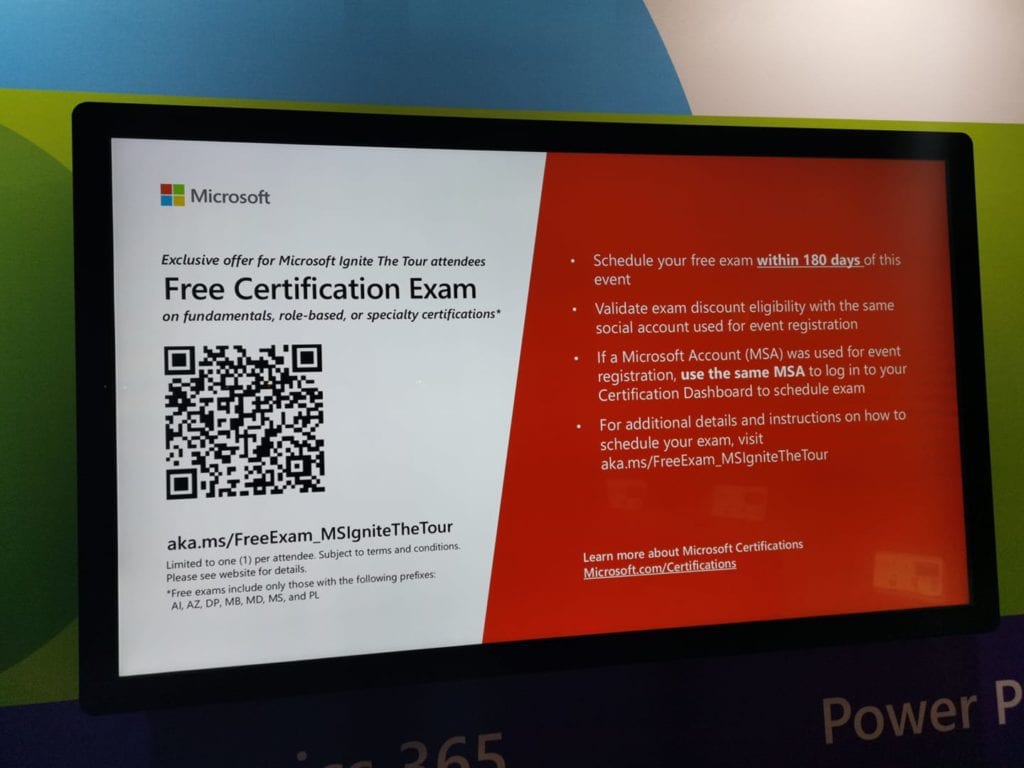 Microsoft
Exclusive offer for Microsoft Ignite The Tour attendees
Free Certification Exam
on fundamentals, role-based, or specialty certifications*
aka.ms/FreeExam_MSIgniteTheTour
Limited to one (1) per attendee. Subject to terms and conditions.
Please see website for details.
*Free exams include only those with the following prefixes:
AI, AZ, DP, MB, MD, MS, and PL
• Schedule your free exam within 180 days of this
event
• Validate exam discount eligibility with the same
social account used for event registration
• If a Microsoft Account (MSA) was used for event
registration, use the same MSA to log in to your
Certification Dashboard to schedule exam
• For additional details and instructions on how to
schedule your exam, visit
aka.ms/FreeExam_MSIgniteTheTour
Learn more about Microsoft Certifications
Microsoft.com/Certifications
365
Power P